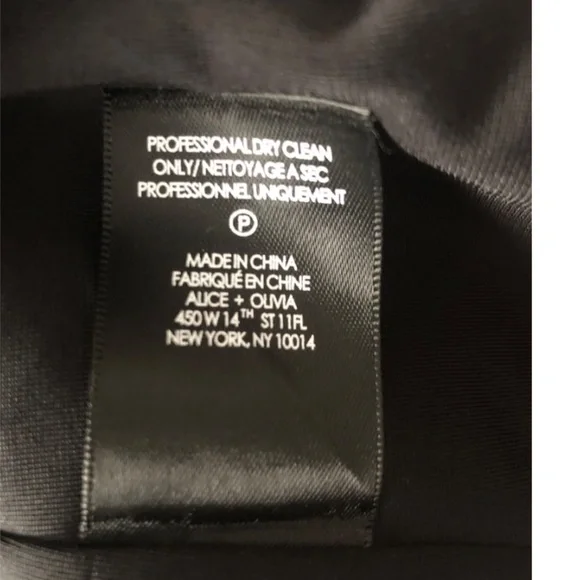 PROFESSIONAL DRY CLEAN
ONLY/ NETTOYAGE A SEC
PROFESSIONNEL UNIQUEMENT
P
MADE IN CHINA
FABRIQUÉ EN CHINE
ALICE + OLIVIA
450 W 14TH ST 11FL
NEW YORK, NY 10014